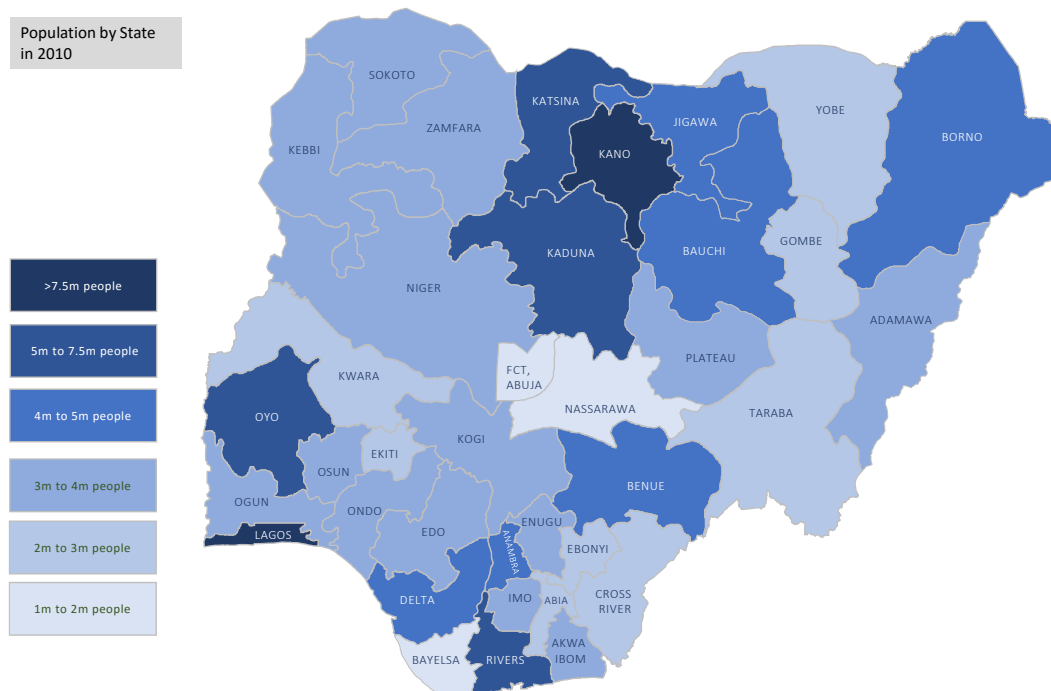 Population by State
in 2010
SOKOTO
KATSINA
ZAMFARA
JIGAWA
YOBE
BORNO
KEBBI
KANO
GOMBE
KADUNA
BAUCHI
>7.5m people
NIGER
ADAMAWA
5m to 7.5m people
PLATEAU
KWARA
FCT,
ABUJA
NASSARAWA
4m to 5m people
OYO
TARABA
KOGI
EKITI
OSUN
3m to 4m people
BENUE
OGUN
ONDO
EDO
ENUGU
LAGOS
ANAMBRA
EBONYI
2m to 3m people
DELTA
IMO
ABIA
CROSS
RIVER
1m to 2m people
AKWA
IBOM
BAYELSA
RIVERS